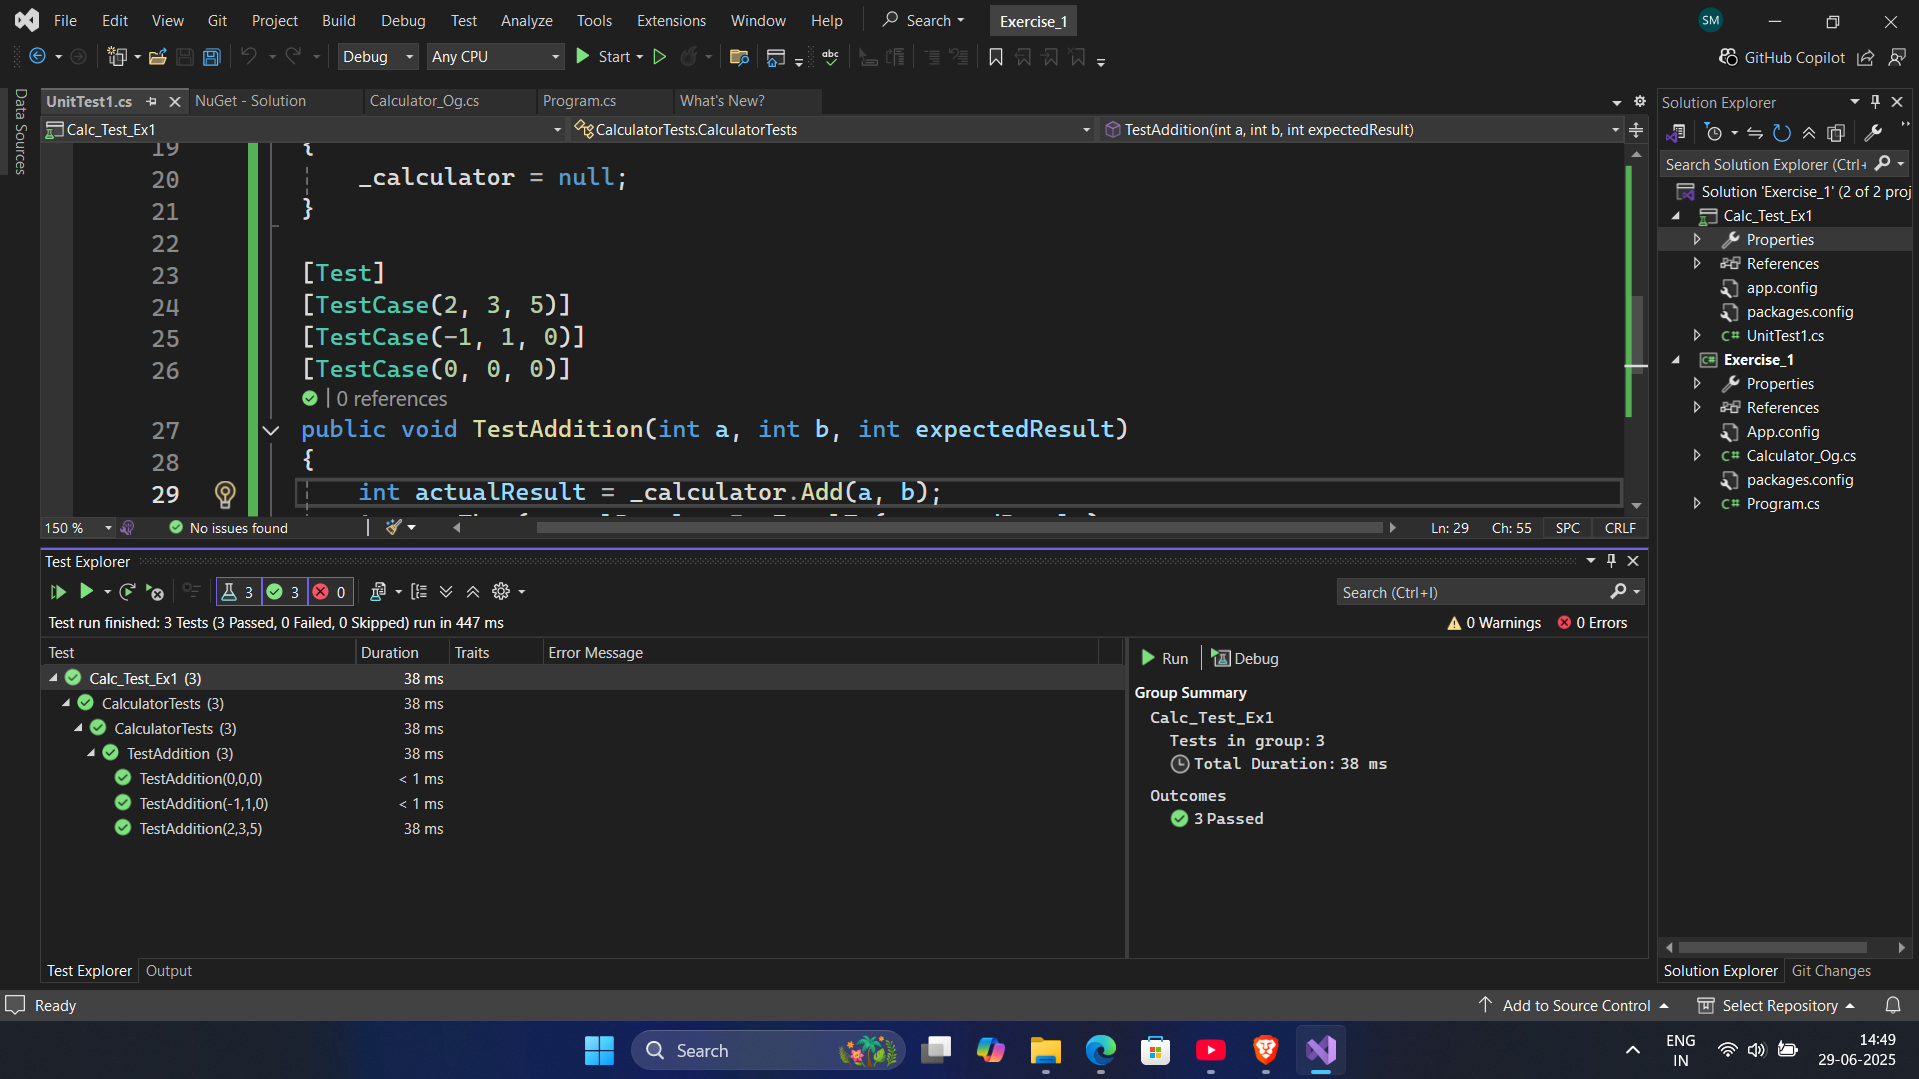 File Edit View Git Project Build Debug Test Analyze Tools Extensions Window Help Search Exercise_1 SM
Debug Any CPU Start abc GitHub Copilot
Data Sources
UnitTest1.cs NuGet - Solution Calculator_Og.cs Program.cs What's New?
Calc_Test_Ex1 CalculatorTests.CalculatorTests TestAddition(int a, int b, int expectedResult)
19 {
20 _calculator = null;
21 }
22
23 [Test]
24 [TestCase(2, 3, 5)]
25 [TestCase(-1, 1, 0)]
26 [TestCase(0, 0, 0)]
0 references
27 public void TestAddition(int a, int b, int expectedResult)
28 {
29 int actualResult = _calculator.Add(a, b);
150 % No issues found Ln: 29 Ch: 55 SPC CRLF
Test Explorer
3 3 0 Search (Ctrl+I)
Test run finished: 3 Tests (3 Passed, 0 Failed, 0 Skipped) run in 447 ms 0 Warnings 0 Errors
Test Duration Traits Error Message
Calc_Test_Ex1 (3) 38 ms
CalculatorTests (3) 38 ms
CalculatorTests (3) 38 ms
TestAddition (3) 38 ms
TestAddition(0,0,0) < 1 ms
TestAddition(-1,1,0) < 1 ms
TestAddition(2,3,5) 38 ms
Run Debug
Group Summary
Calc_Test_Ex1
Tests in group: 3
Total Duration: 38 ms
Outcomes
3 Passed
Test Explorer Output
Solution Explorer
Search Solution Explorer (Ctrl+
Solution 'Exercise_1' (2 of 2 proj
Calc_Test_Ex1
Properties
References
app.config
packages.config
C# UnitTest1.cs
C# Exercise_1
Properties
References
App.config
C# Calculator_Og.cs
packages.config
C# Program.cs
Solution Explorer Git Changes
Ready Add to Source Control Select Repository
Search ENG
IN
14:49
29-06-2025